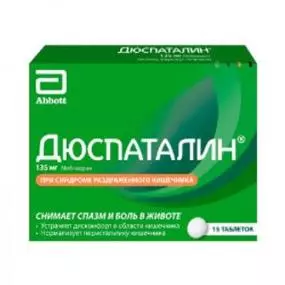 ДЮСПАТАЛИН®
Abbott
ДЮСПАТАЛИН®
135 мг Мебеверин
ПРИ СИНДРОМЕ РАЗДРАЖЕННОГО КИШЕЧНИКА
СНИМАЕТ СПАЗМ И БОЛЬ В ЖИВОТЕ
• Устраняет дискомфорт в области кишечника
• Нормализует перистальтику кишечника
15 ТАБЛЕТОК